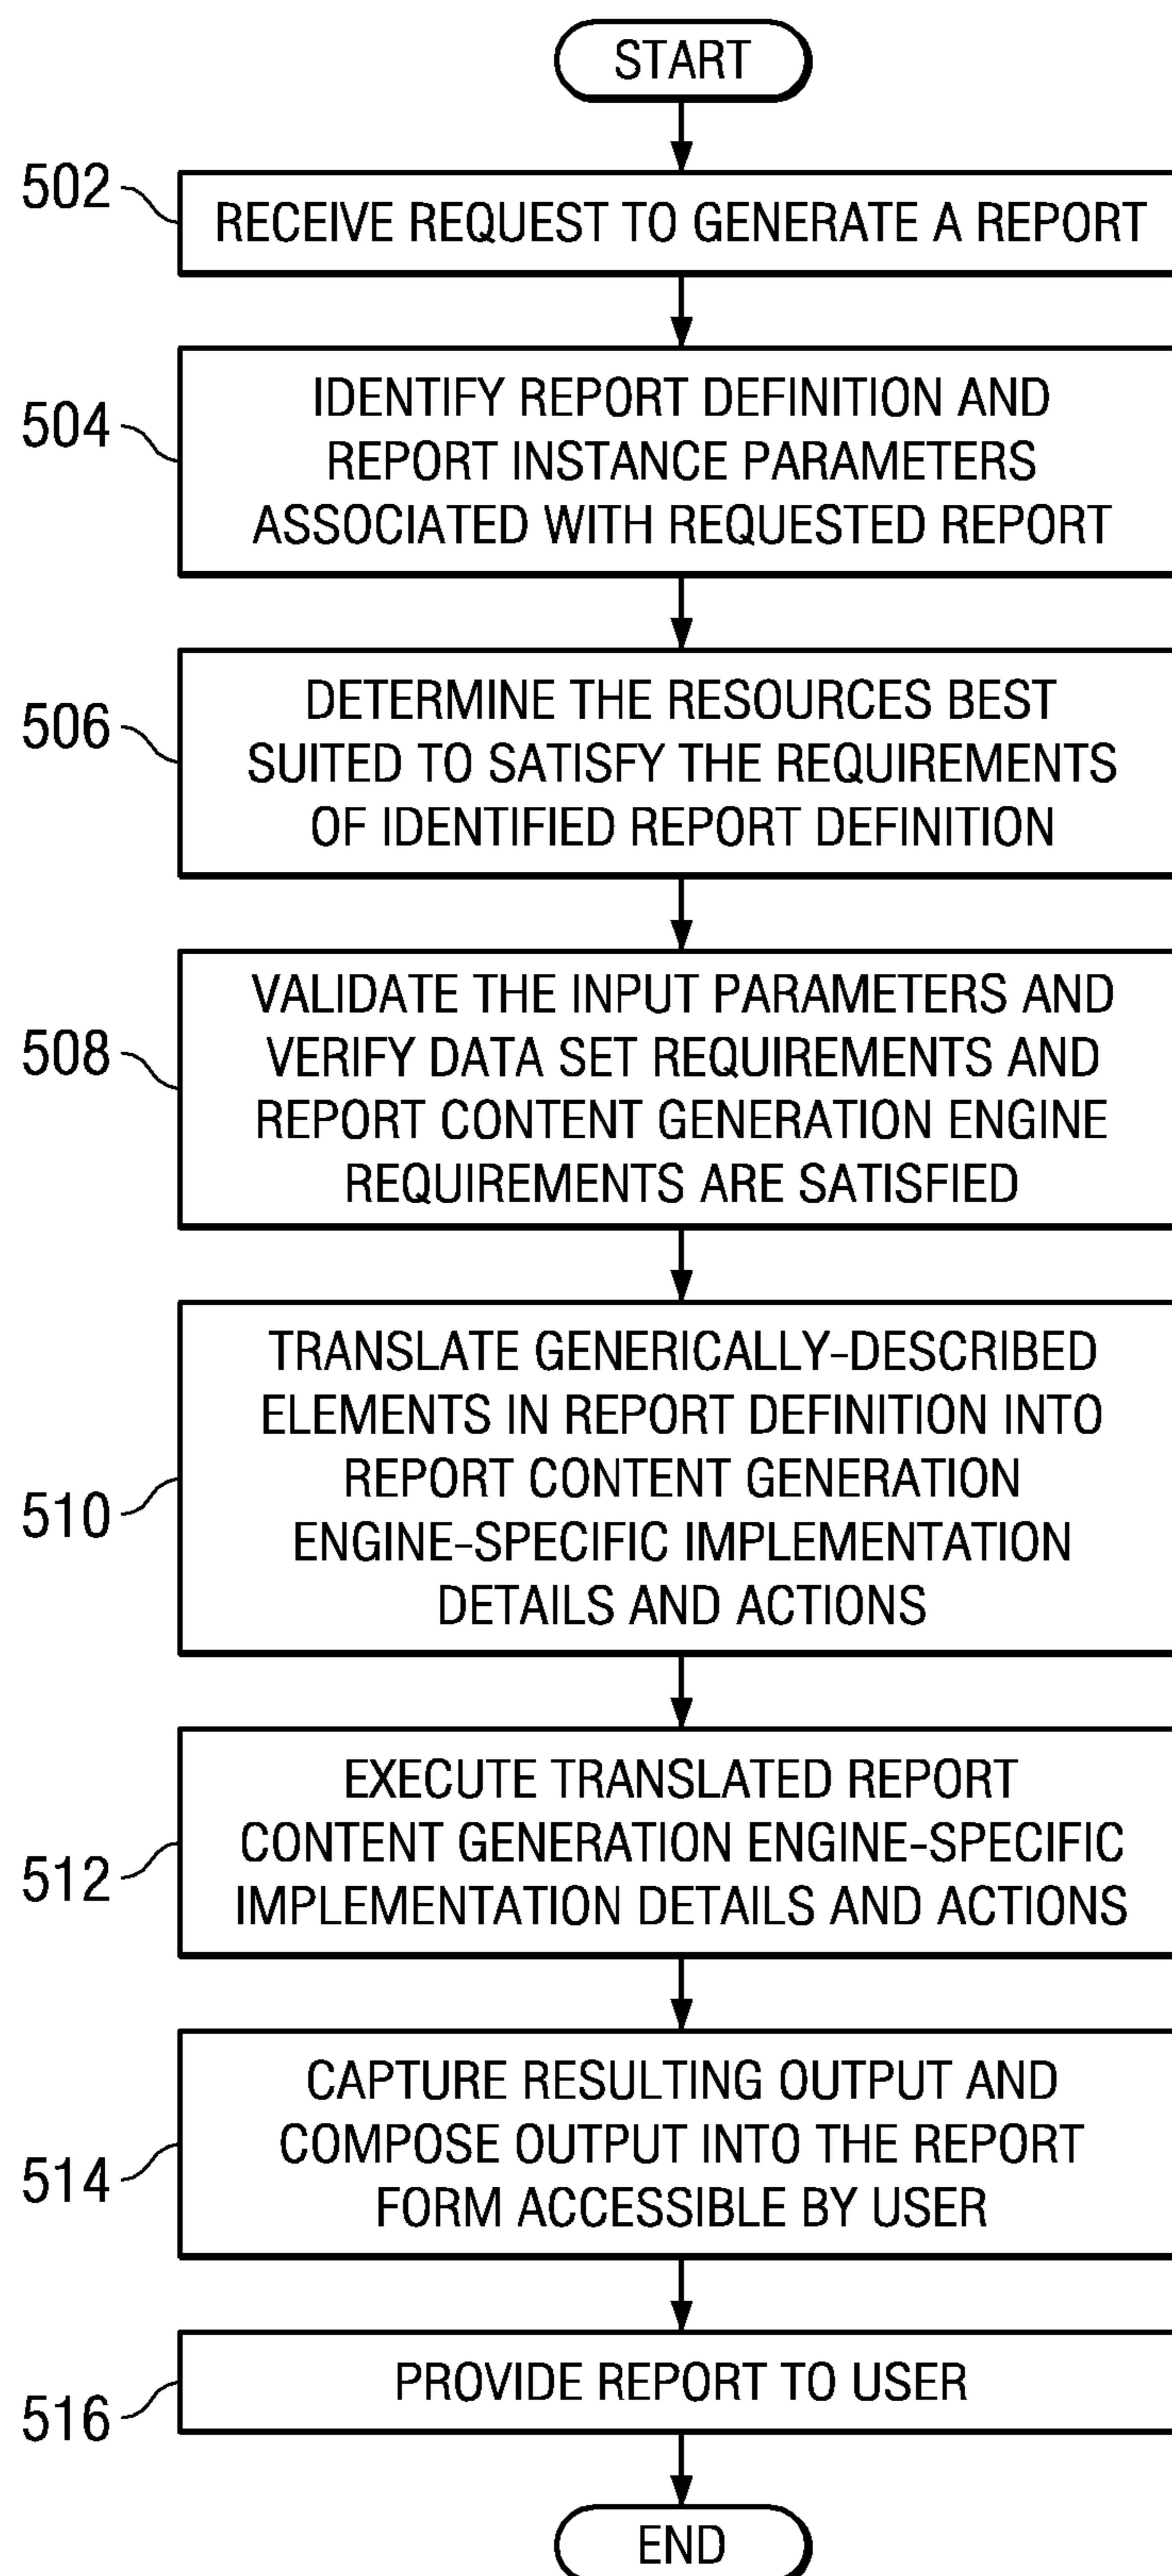 START
502
RECEIVE REQUEST TO GENERATE A REPORT
504
IDENTIFY REPORT DEFINITION AND
REPORT INSTANCE PARAMETERS
ASSOCIATED WITH REQUESTED REPORT
506
DETERMINE THE RESOURCES BEST
SUITED TO SATISFY THE REQUIREMENTS
OF IDENTIFIED REPORT DEFINITION
508
VALIDATE THE INPUT PARAMETERS AND
VERIFY DATA SET REQUIREMENTS AND
REPORT CONTENT GENERATION ENGINE
REQUIREMENTS ARE SATISFIED
510
TRANSLATE GENERICALLY-DESCRIBED
ELEMENTS IN REPORT DEFINITION INTO
REPORT CONTENT GENERATION
ENGINE-SPECIFIC IMPLEMENTATION
DETAILS AND ACTIONS
512
EXECUTE TRANSLATED REPORT
CONTENT GENERATION ENGINE-SPECIFIC
IMPLEMENTATION DETAILS AND ACTIONS
514
CAPTURE RESULTING OUTPUT AND
COMPOSE OUTPUT INTO THE REPORT
FORM ACCESSIBLE BY USER
516
PROVIDE REPORT TO USER
END